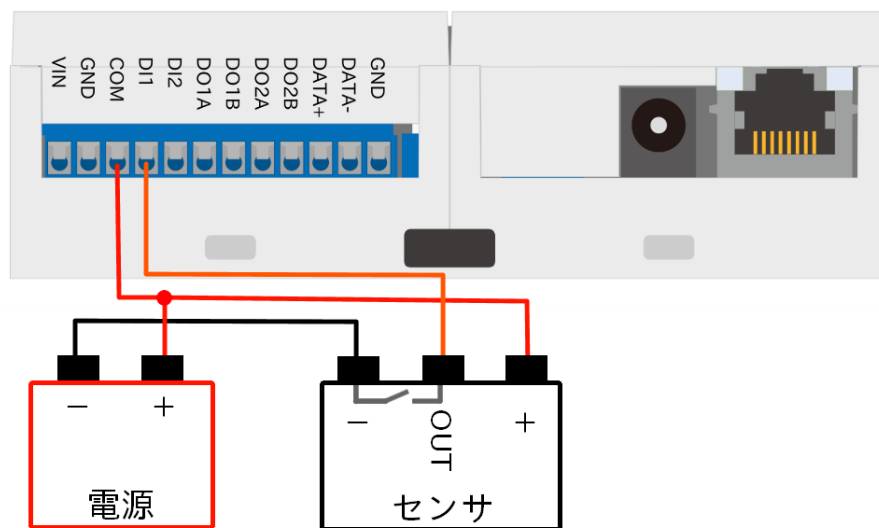 VIN
GND
COM
DI1
DI2
DO1A
DO1B
DO2A
DO2B
DATA+
DATA-
GND
− +
電源
− OUT +
センサ